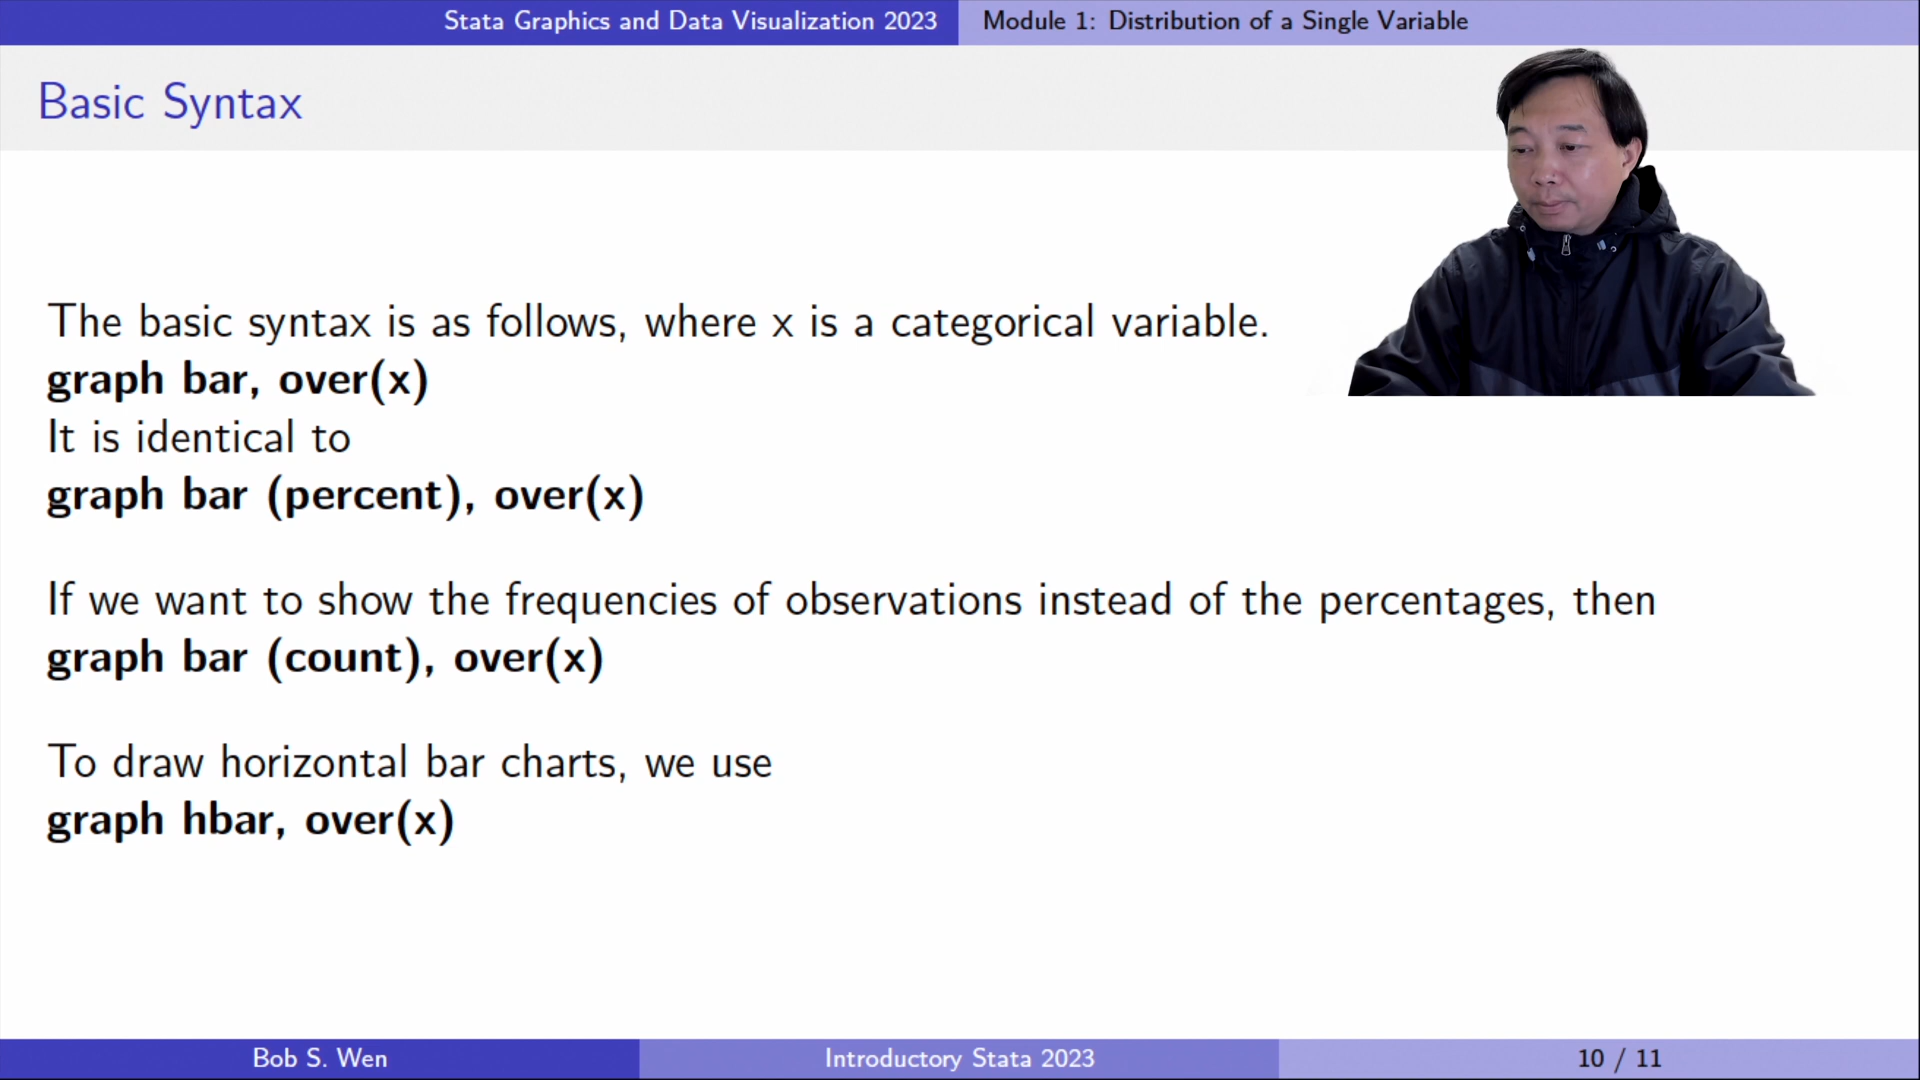 Stata Graphics and Data Visualization 2023
Module 1: Distribution of a Single Variable
Basic Syntax
The basic syntax is as follows, where x is a categorical variable.
graph bar, over(x)
It is identical to
graph bar (percent), over(x)
If we want to show the frequencies of observations instead of the percentages, then
graph bar (count), over(x)
To draw horizontal bar charts, we use
graph hbar, over(x)
Bob S. Wen
Introductory Stata 2023
10 / 11